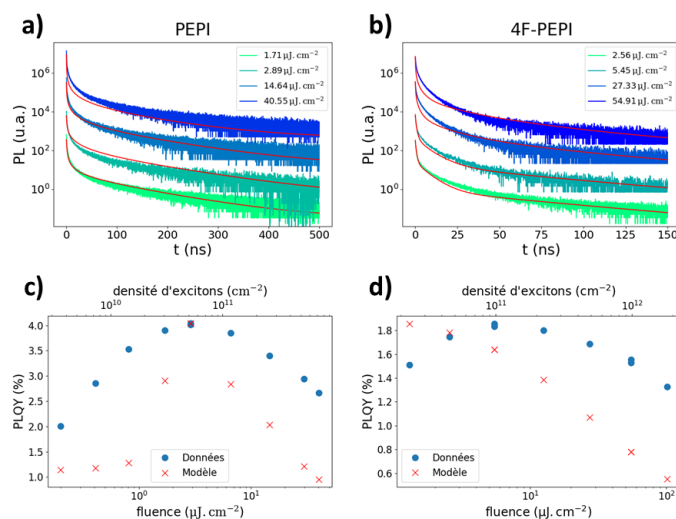 a)
PEPI
b)
4F-PEPI
PL (u.a.)
10⁶
10⁴
10²
10⁰
1.71 μJ. cm⁻²
2.89 μJ. cm⁻²
14.64 μJ. cm⁻²
40.55 μJ. cm⁻²
0 100 200 300 400 500
t (ns)
PL (u.a.)
10⁶
10⁴
10²
10⁰
2.56 μJ. cm⁻²
5.45 μJ. cm⁻²
27.33 μJ. cm⁻²
54.91 μJ. cm⁻²
0 25 50 75 100 125 150
t (ns)
c)
densité d'excitons (cm⁻²)
10¹⁰ 10¹¹
PLQY (%)
4.0
3.5
3.0
2.5
2.0
1.5
1.0
Données
Modèle
10⁰ 10¹
fluence (μJ. cm⁻²)
d)
densité d'excitons (cm⁻²)
10¹¹ 10¹²
PLQY (%)
1.8
1.6
1.4
1.2
1.0
0.8
0.6
Données
Modèle
10¹ 10²
fluence (μJ. cm⁻²)